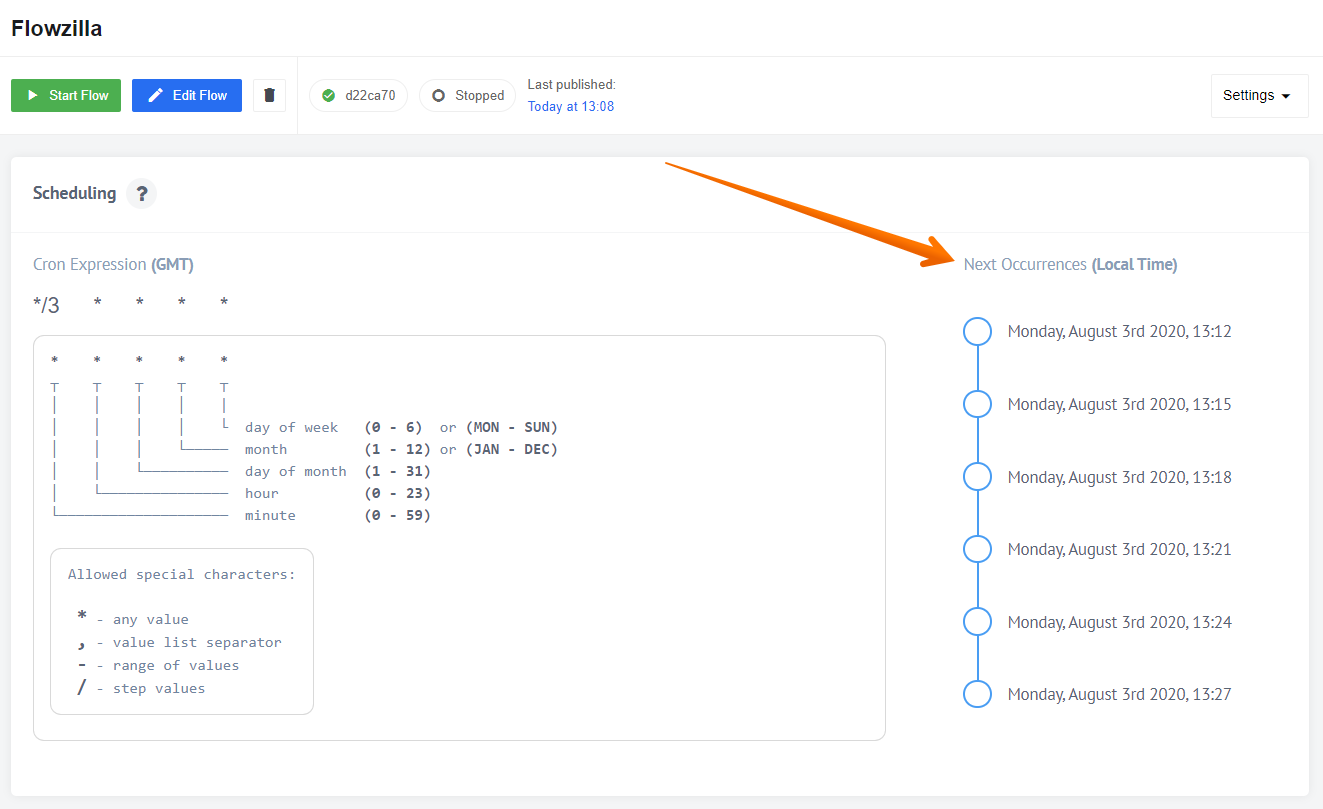 Flowzilla
Start Flow
Edit Flow
d22ca70
Stopped
Last published:
Today at 13:08
Settings
Scheduling ?
Cron Expression (GMT)
*/3 * * * *
* * * * *
day of week (0 - 6) or (MON - SUN)
month (1 - 12) or (JAN - DEC)
day of month (1 - 31)
hour (0 - 23)
minute (0 - 59)
Allowed special characters:
* - any value
, - value list separator
- - range of values
/ - step values
Next Occurrences (Local Time)
Monday, August 3rd 2020, 13:12
Monday, August 3rd 2020, 13:15
Monday, August 3rd 2020, 13:18
Monday, August 3rd 2020, 13:21
Monday, August 3rd 2020, 13:24
Monday, August 3rd 2020, 13:27